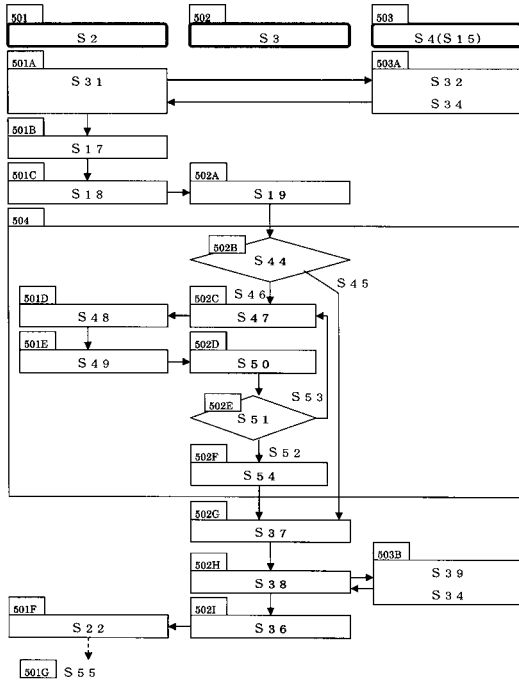 501 502 503
S2 S3 S4(S15)
501A 503A
S31 S32
S34
501B
S17
501C 502A
S18 S19
504
502B
S44
S45
S46
501D 502C
S48 S47
501E 502D
S49 S50
S53
502E
S51
S52
502F
S54
502G
S37
502H 503B
S38 S39
S34
501F 502I
S22 S36
501G S55